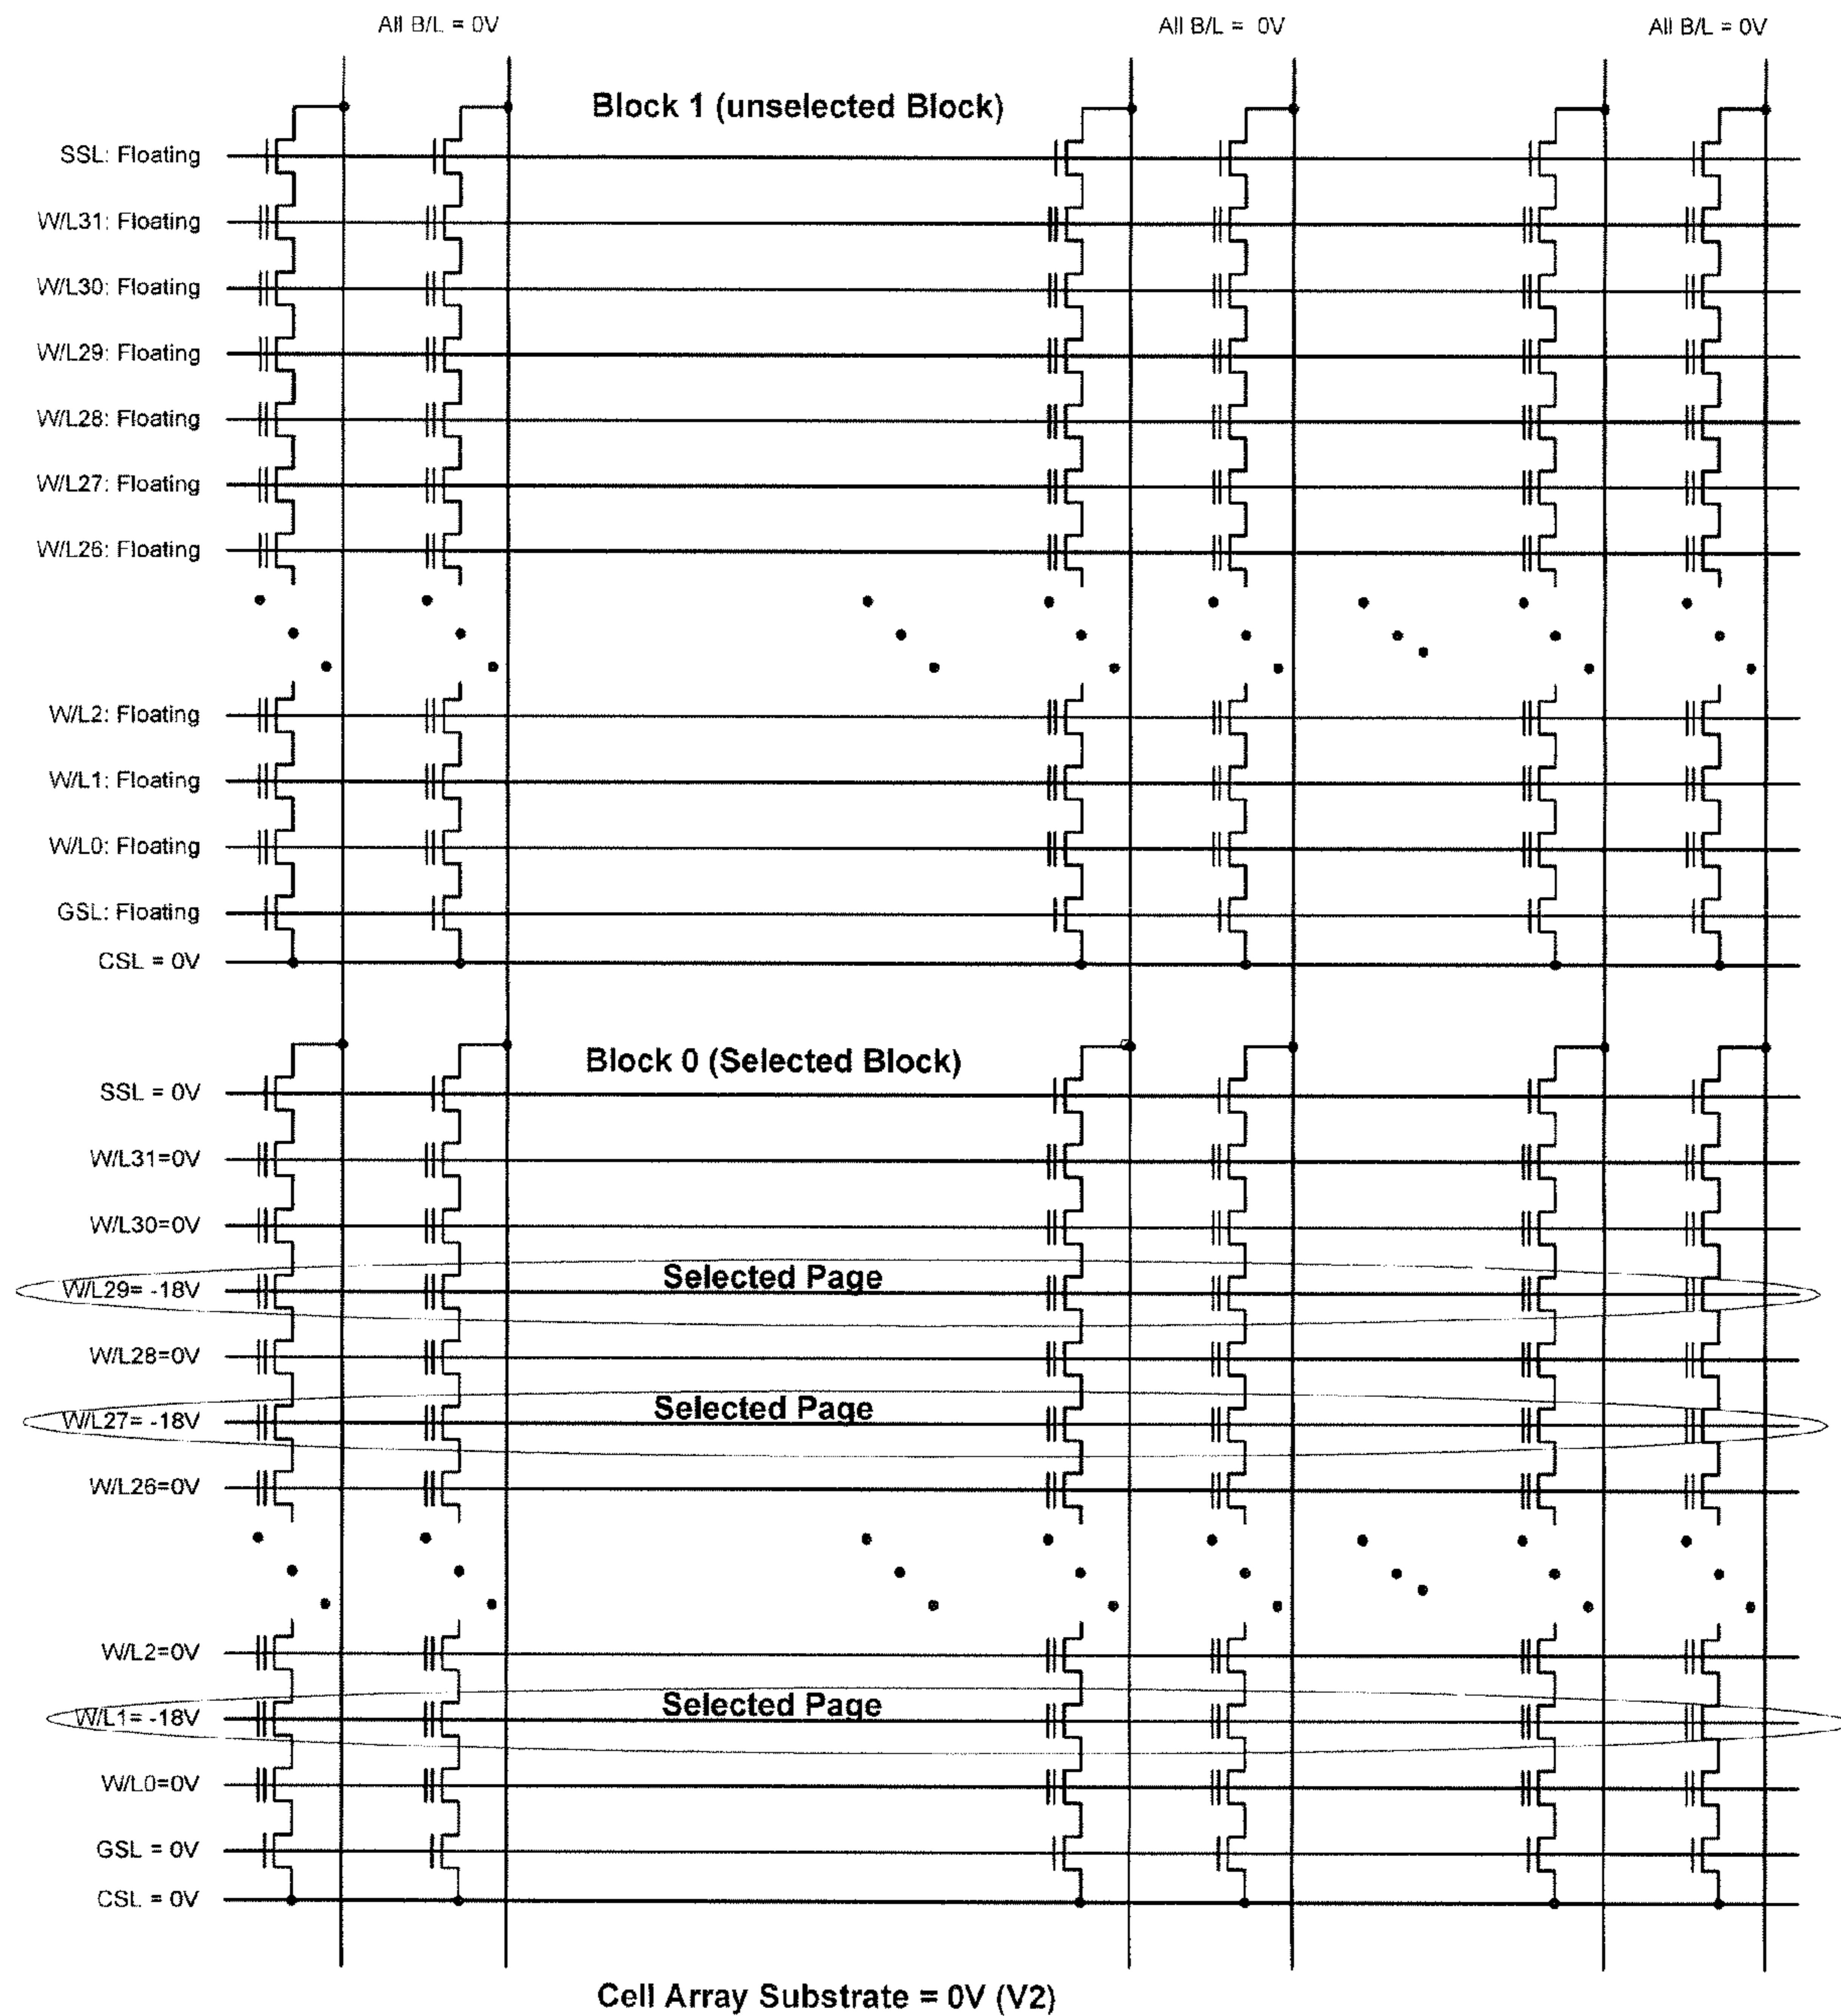 All B/L = 0V All B/L = 0V All B/L = 0V
Block 1 (unselected Block)
SSL: Floating
W/L31: Floating
W/L30: Floating
W/L29: Floating
W/L28: Floating
W/L27: Floating
W/L26: Floating
W/L2: Floating
W/L1: Floating
W/L0: Floating
GSL: Floating
CSL = 0V
Block 0 (Selected Block)
SSL = 0V
W/L31=0V
W/L30=0V
W/L29= -18V Selected Page
W/L28=0V
W/L27= -18V Selected Page
W/L26=0V
W/L2=0V
W/L1= -18V Selected Page
W/L0=0V
GSL = 0V
CSL = 0V
Cell Array Substrate = 0V (V2)